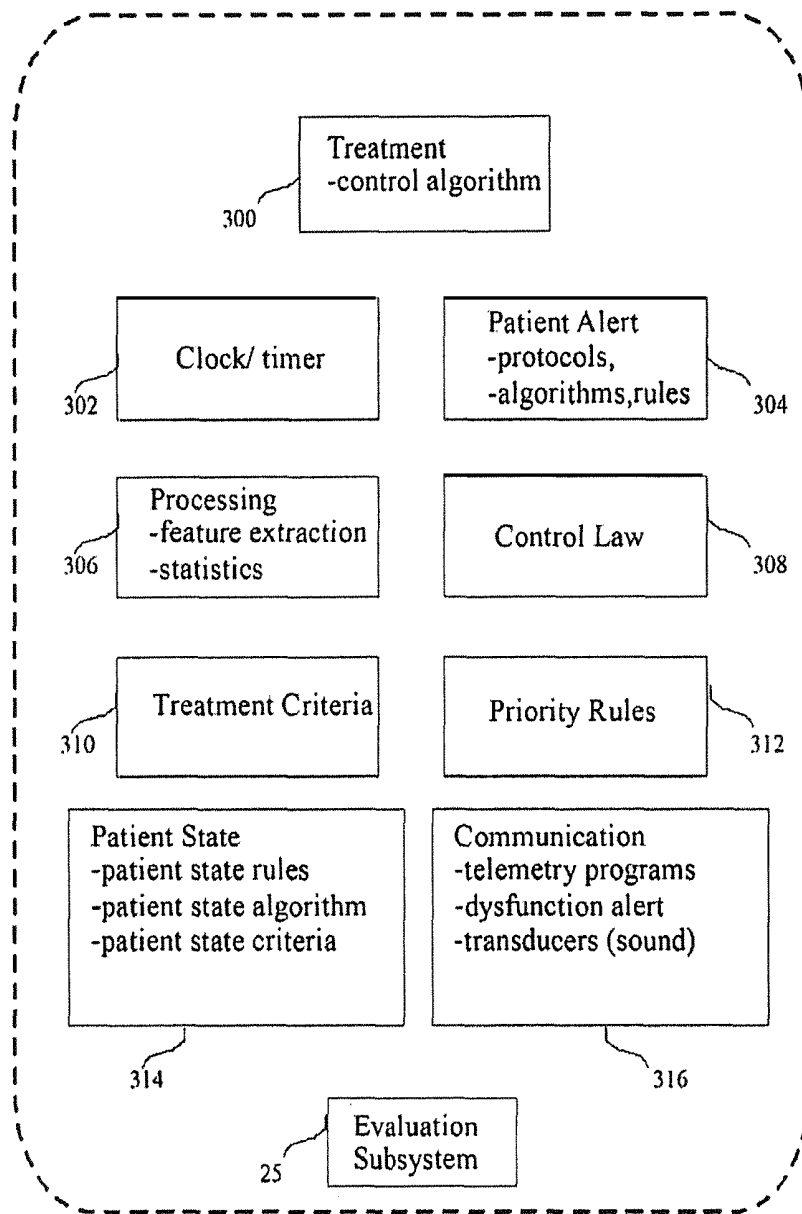 Treatment
-control algorithm
300
Clock/ timer
302
Patient Alert
-protocols,
-algorithms,rules
304
Processing
-feature extraction
-statistics
306
Control Law
308
Treatment Criteria
310
Priority Rules
312
Patient State
-patient state rules
-patient state algorithm
-patient state criteria
314
Communication
-telemetry programs
-dysfunction alert
-transducers (sound)
316
Evaluation
Subsystem
25